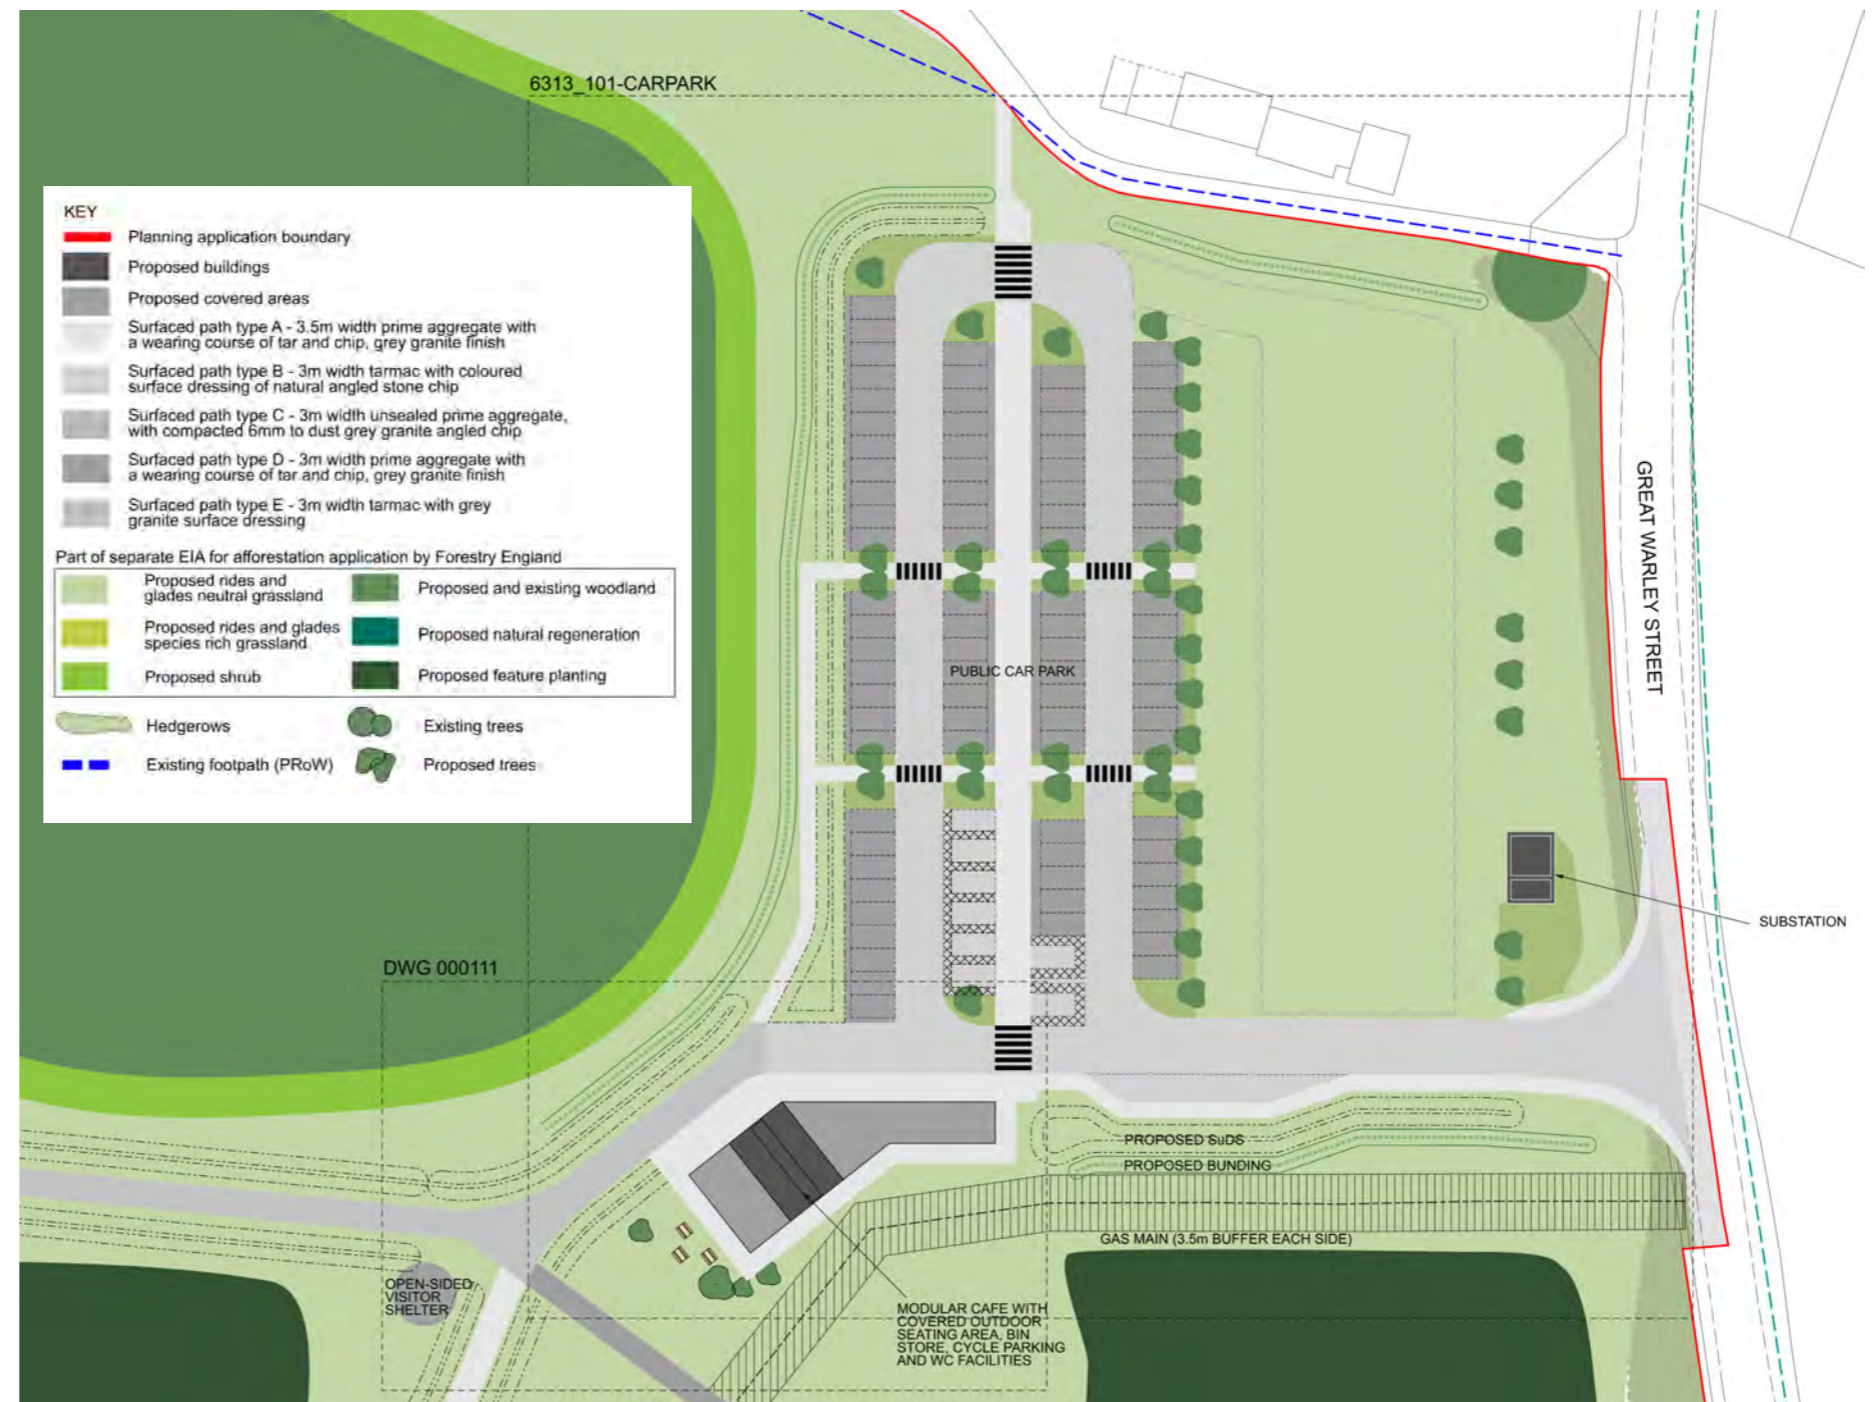 6313_101-CARPARK
KEY
Planning application boundary
Proposed buildings
Proposed covered areas
Surfaced path type A - 3.5m width prime aggregate with
a wearing course of tar and chip, grey granite finish
Surfaced path type B - 3m width tarmac with coloured
surface dressing of natural angled stone chip
Surfaced path type C - 3m width unsealed prime aggregate,
with compacted 6mm to dust grey granite angled chip
Surfaced path type D - 3m width prime aggregate with
a wearing course of tar and chip, grey granite finish
Surfaced path type E - 3m width tarmac with grey
granite surface dressing
Part of separate EIA for afforestation application by Forestry England
Proposed rides and
glades neutral grassland
Proposed and existing woodland
Proposed rides and glades
species rich grassland
Proposed natural regeneration
Proposed shrub
Proposed feature planting
Hedgerows
Existing trees
Existing footpath (PRoW)
Proposed trees
GREAT WARLEY STREET
PUBLIC CAR PARK
SUBSTATION
DWG 000111
PROPOSED SuDS
PROPOSED BUNDING
GAS MAIN (3.5m BUFFER EACH SIDE)
OPEN-SIDED
VISITOR
SHELTER
MODULAR CAFE WITH
COVERED OUTDOOR
SEATING AREA, BIN
STORE, CYCLE PARKING
AND WC FACILITIES